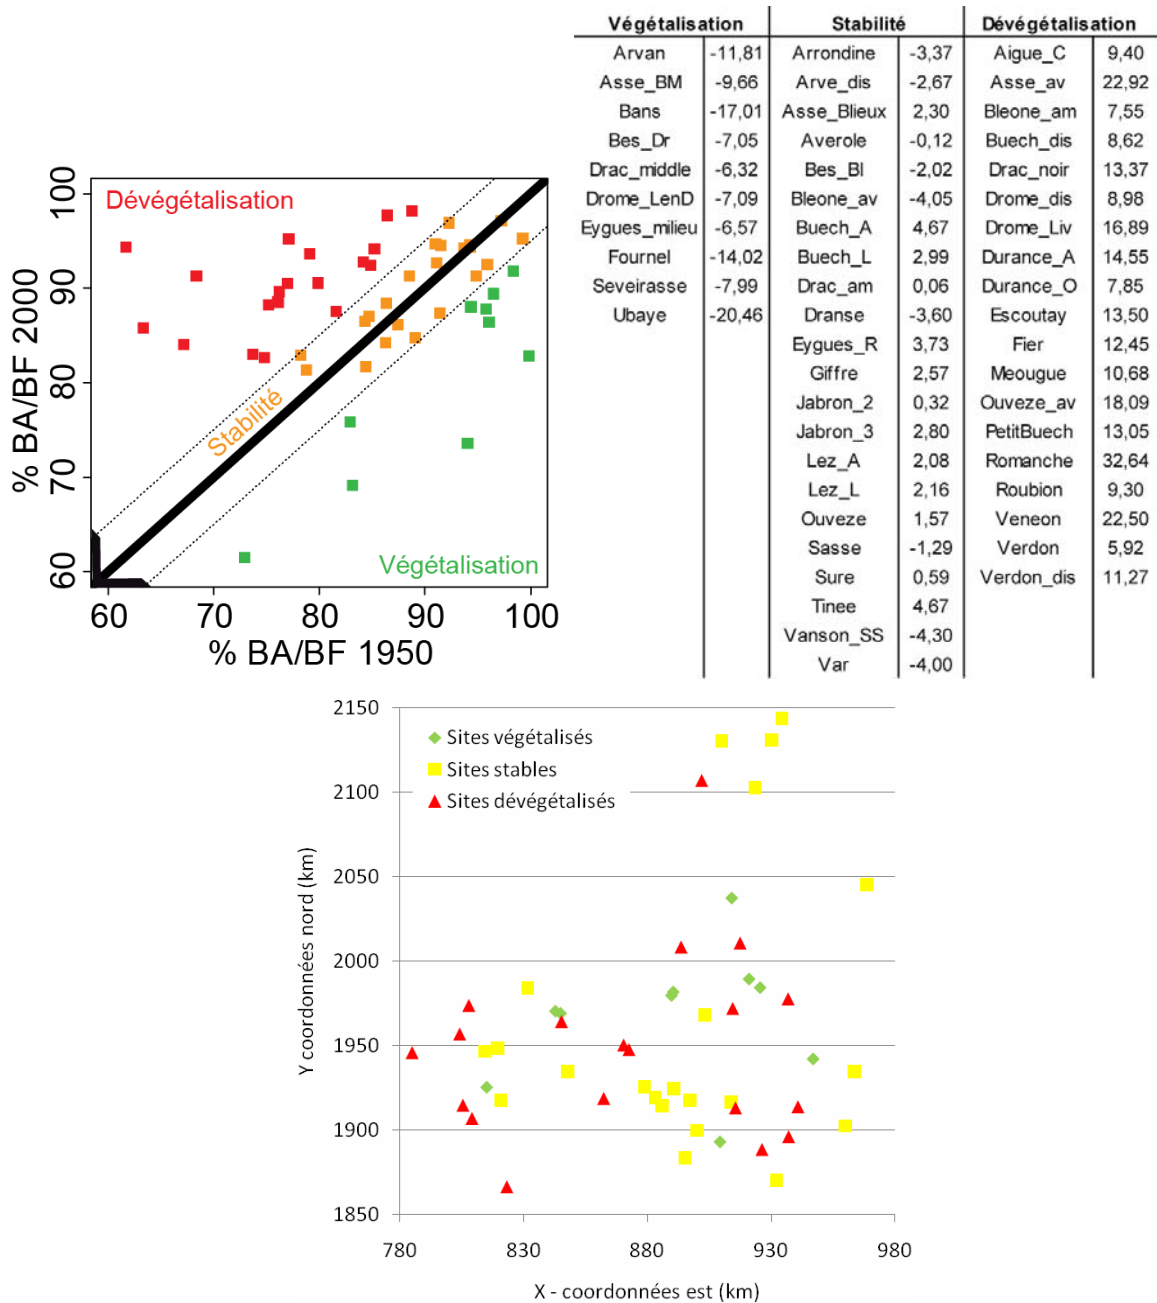 % BA/BF 2000
100
90
80
70
60
Dévégétalisation
Stabilité
Végétalisation
60 70 80 90 100
% BA/BF 1950
Végétalisation Stabilité Dévégétalisation
Arvan -11,81 Arrondine -3,37 Aigue_C 9,40
Asse_BM -9,66 Arve_dis -2,67 Asse_av 22,92
Bans -17,01 Asse_Blieux 2,30 Bleone_am 7,55
Bes_Dr -7,05 Averole -0,12 Buech_dis 8,62
Drac_middle -6,32 Bes_Bl -2,02 Drac_noir 13,37
Drome_LenD -7,09 Bleone_av -4,05 Drome_dis 8,98
Eygues_milieu -6,57 Buech_A 4,67 Drome_Liv 16,89
Fournel -14,02 Buech_L 2,99 Durance_A 14,55
Seveirasse -7,99 Drac_am 0,06 Durance_O 7,85
Ubaye -20,46 Dranse -3,60 Escoutay 13,50
Eygues_R 3,73 Fier 12,45
Giffre 2,57 Meougue 10,68
Jabron_2 0,32 Ouveze_av 18,09
Jabron_3 2,80 PetitBuech 13,05
Lez_A 2,08 Romanche 32,64
Lez_L 2,16 Roubion 9,30
Ouveze 1,57 Veneon 22,50
Sasse -1,29 Verdon 5,92
Sure 0,59 Verdon_dis 11,27
Tinee 4,67
Vanson_SS -4,30
Var -4,00
Y coordonnées nord (km)
2150
2100
2050
2000
1950
1900
1850
Sites végétalisés
Sites stables
Sites dévégétalisés
780 830 880 930 980
X - coordonnées est (km)